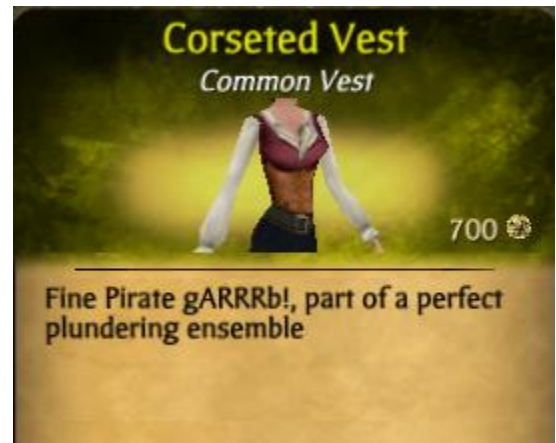 Corseted Vest
Common Vest
700
Fine Pirate gARRRb!, part of a perfect
plundering ensemble